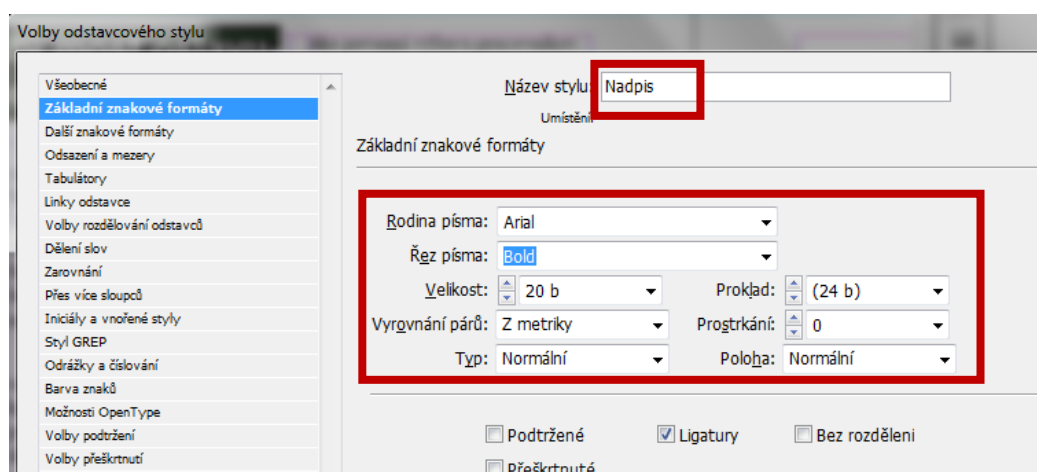 Volby odstavcového stylu
Všeobecné
Základní znakové formáty
Další znakové formáty
Odsazení a mezery
Tabulátory
Linky odstavce
Volby rozdělování odstavců
Dělení slov
Zarovnání
Přes více sloupců
Iniciály a vnořené styly
Styl GREP
Odrážky a číslování
Barva znaků
Možnosti OpenType
Volby podtržení
Volby přeškrtnutí
Název stylu: Nadpis
Umístění
Základní znakové formáty
Rodina písma: Arial
Řez písma: Bold
Velikost: 20 b Proklad: (24 b)
Vyrovnání párů: Z metriky Prostrkání: 0
Typ: Normální Poloha: Normální
Podtržené Ligatury Bez rozdělení
Přeškrtnuté